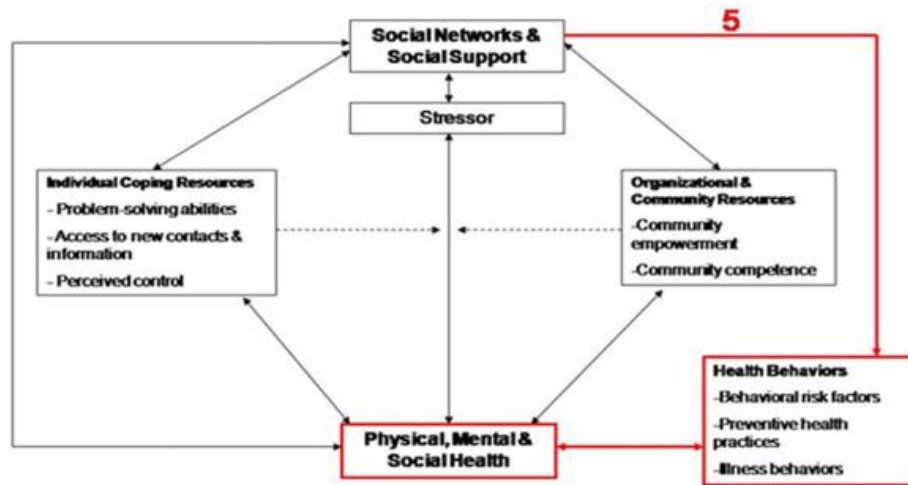 5
Social Networks &
Social Support
Stressor
Individual Coping Resources
- Problem-solving abilities
- Access to new contacts &
information
- Perceived control
Organizational &
Community Resources
-Community
empowerment
-Community competence
Health Behaviors
-Behavioral risk factors
-Preventive health
practices
-Illness behaviors
Physical, Mental &
Social Health